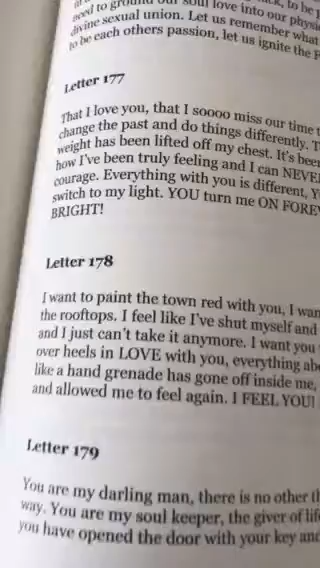 need to ground our soul love into our physi
divine sexual union. Let us remember what
to be each others passion, let us ignite the F
Letter 177
That I love you, that I soooo miss our time t
change the past and do things differently. T
weight has been lifted off my chest. It's beer
how I've been truly feeling and I can NEVE
courage. Everything with you is different, Y
switch to my light. YOU turn me ON FOREV
BRIGHT!
Letter 178
I want to paint the town red with you, I wan
the rooftops. I feel like I've shut myself and
and I just can't take it anymore. I want you
over heels in LOVE with you, everything abo
like a hand grenade has gone off inside me,
and allowed me to feel again. I FEEL YOU!
Letter 179
You are my darling man, there is no other th
way. You are my soul keeper, the giver of lif
you have opened the door with your key and